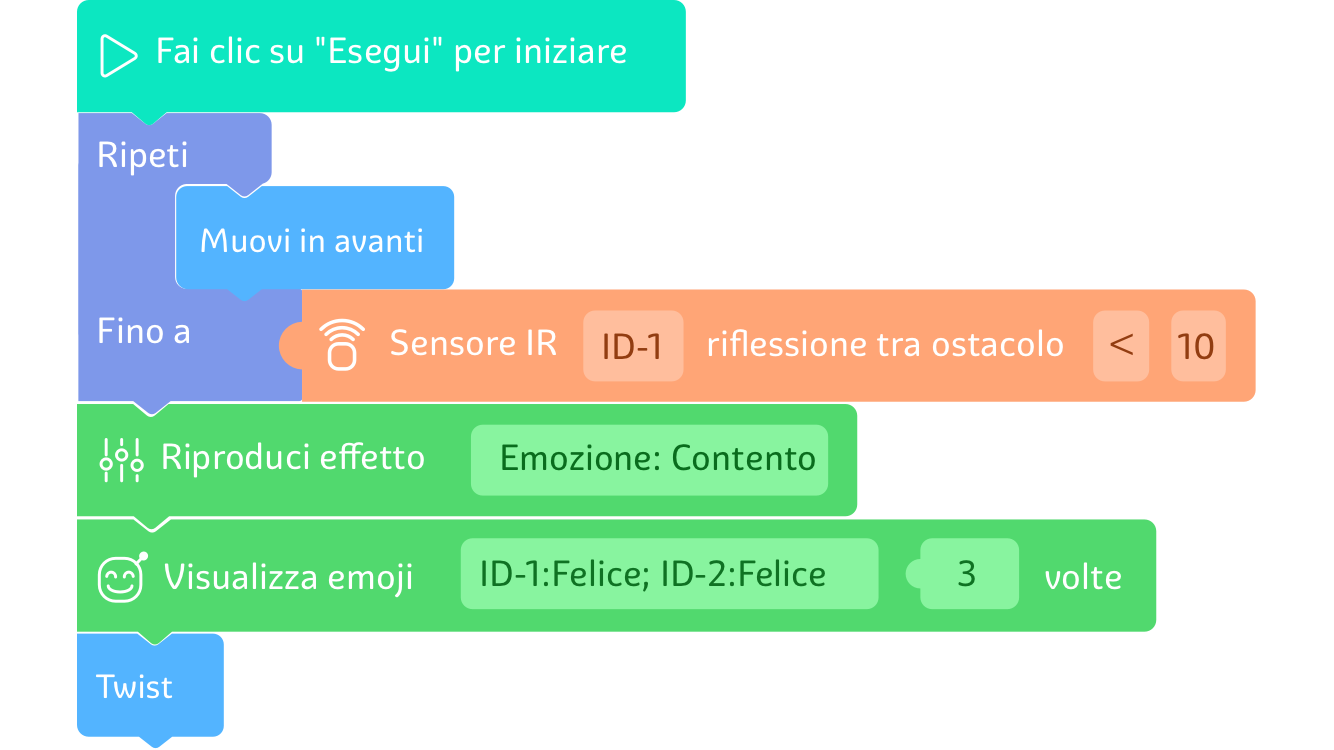 Fai clic su "Esegui" per iniziare
Ripeti
Muovi in avanti
Fino a Sensore IR ID-1 riflessione tra ostacolo < 10
Riproduci effetto Emozione: Contento
Visualizza emoji ID-1:Felice; ID-2:Felice 3 volte
Twist